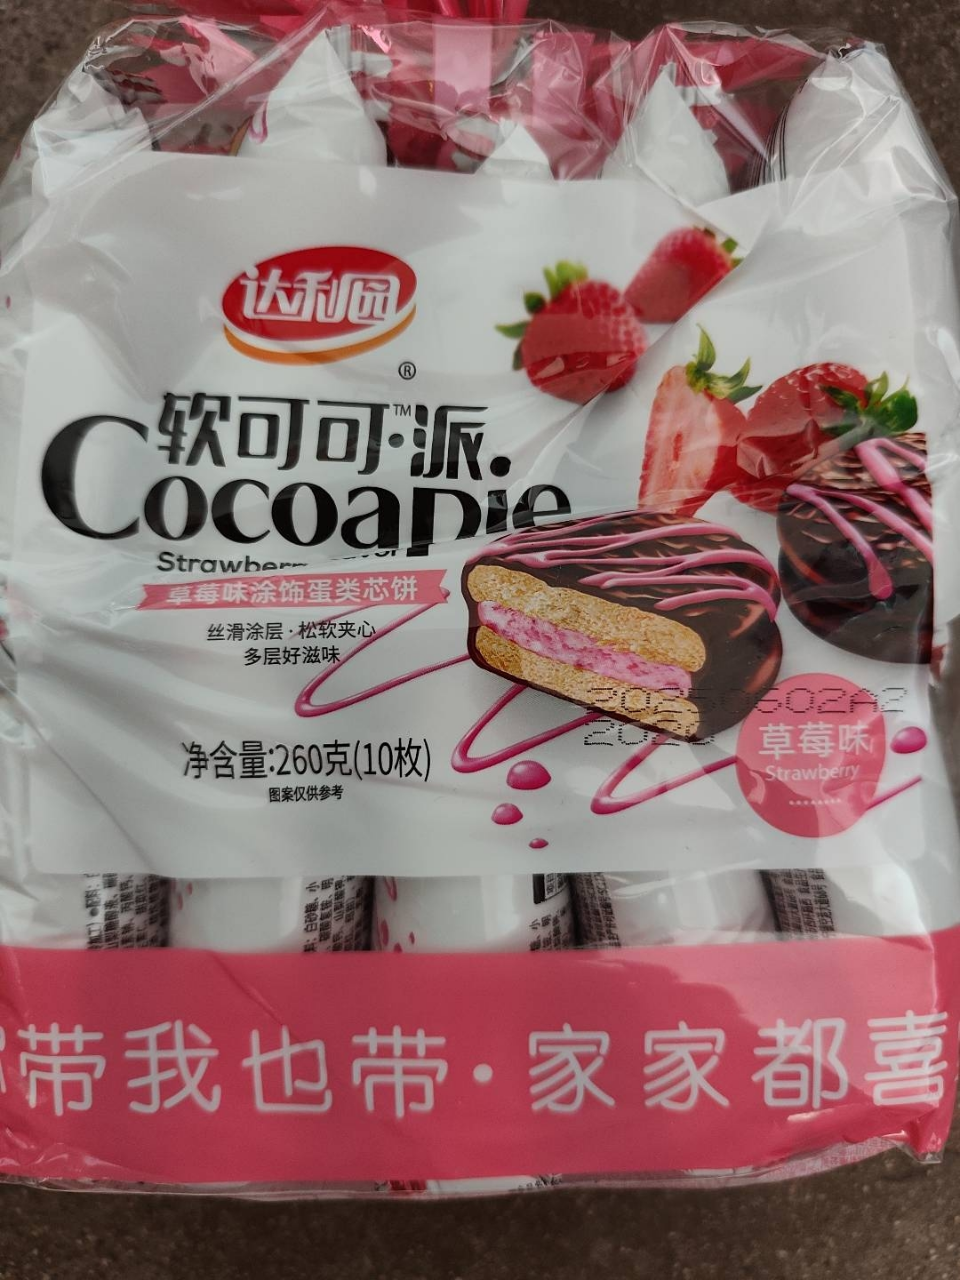 达利园
®
软可可·派
TM
Cocoapie
草莓味涂饰蛋类芯饼
丝滑涂层·松软夹心
多层好滋味
20250602A2
净含量:260克(10枚)
图案仅供参考
草莓味
Strawberry
带我也带·家家都喜